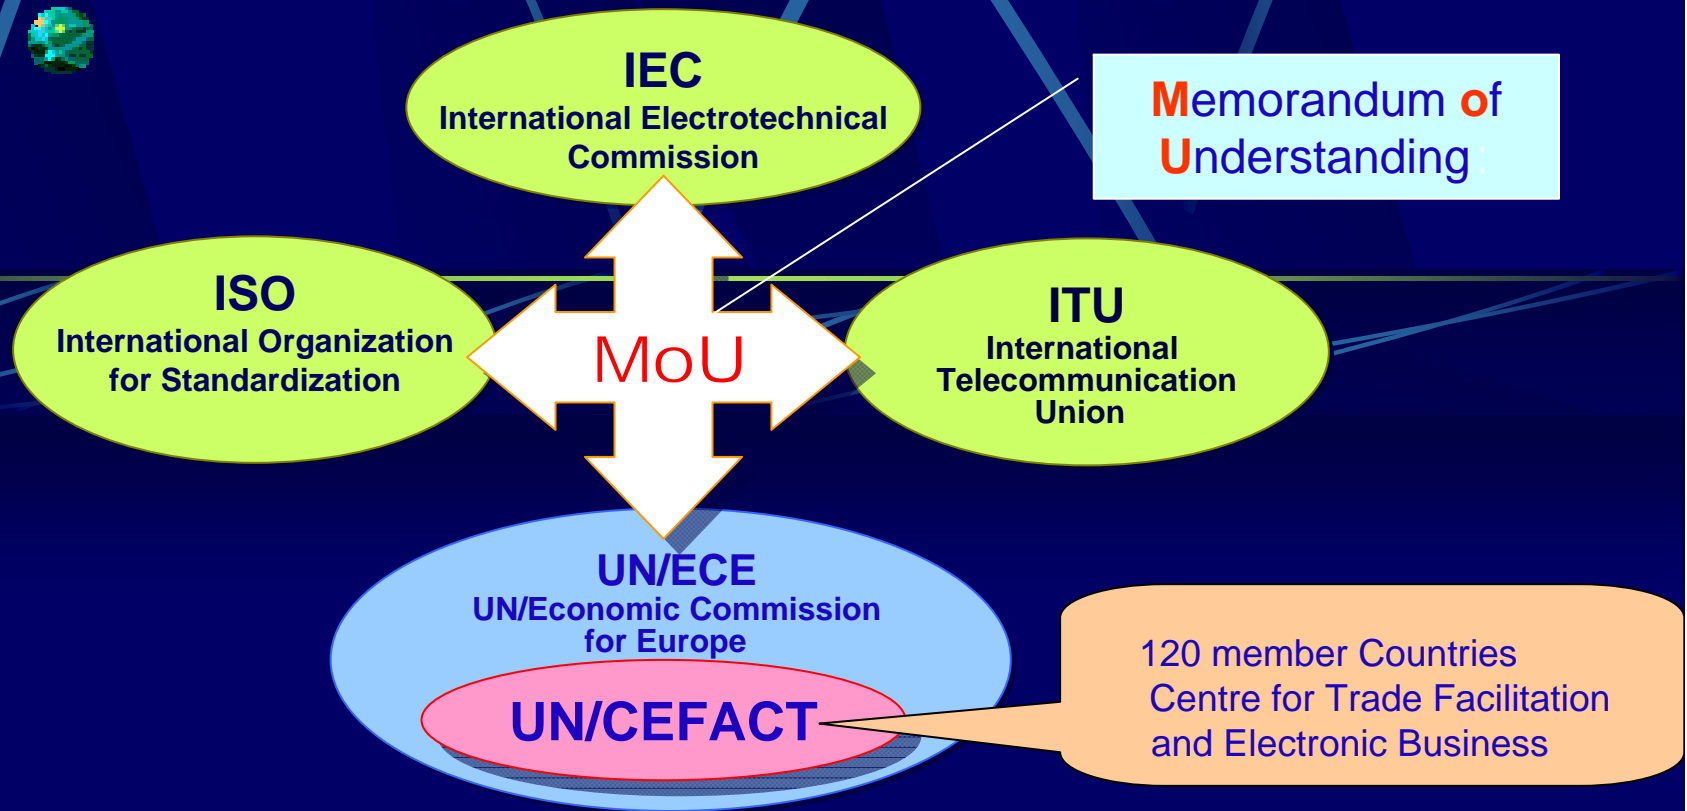 IEC
International Electrotechnical
Commission
Memorandum of
Understanding
ISO
International Organization
for Standardization
MoU
ITU
International
Telecommunication
Union
UN/ECE
UN/Economic Commission
for Europe
UN/CEFACT
120 member Countries
Centre for Trade Facilitation
and Electronic Business